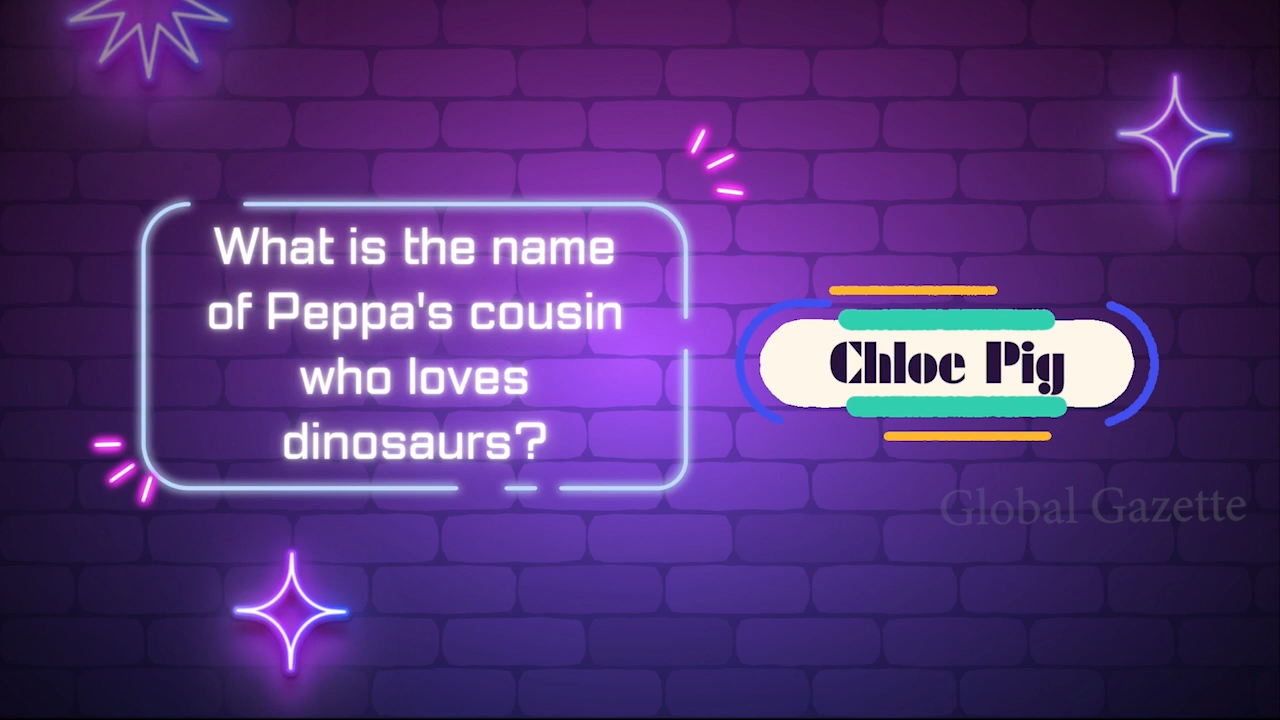 What is the name
of Peppa's cousin
who loves
dinosaurs?
Chloe Pig
Global Gazette